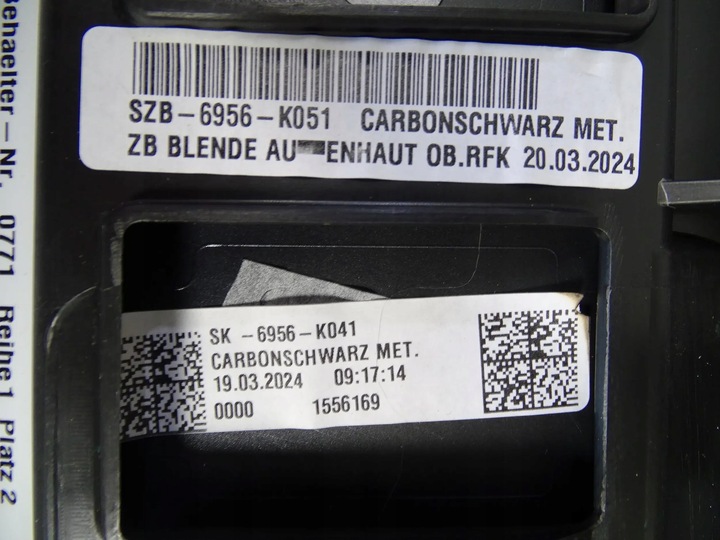 SZB-6956-K051 CARBONSCHWARZ MET.
ZB BLENDE OB.RFK 20.03.2024
SK -6956-K041
CARBONSCHWARZ MET.
19.03.2024 09:17:14
0000 1556169
Behaelter-Nr. 0771 Reihe 1 Platz 2